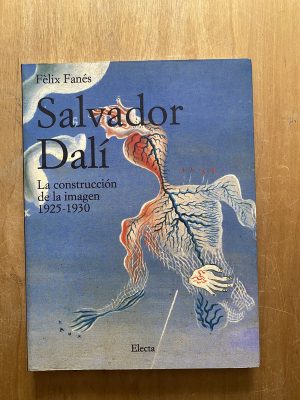 Fèlix Fanés
Salvador
Dalí
La construcción
de la imagen
1925-1930
Electa